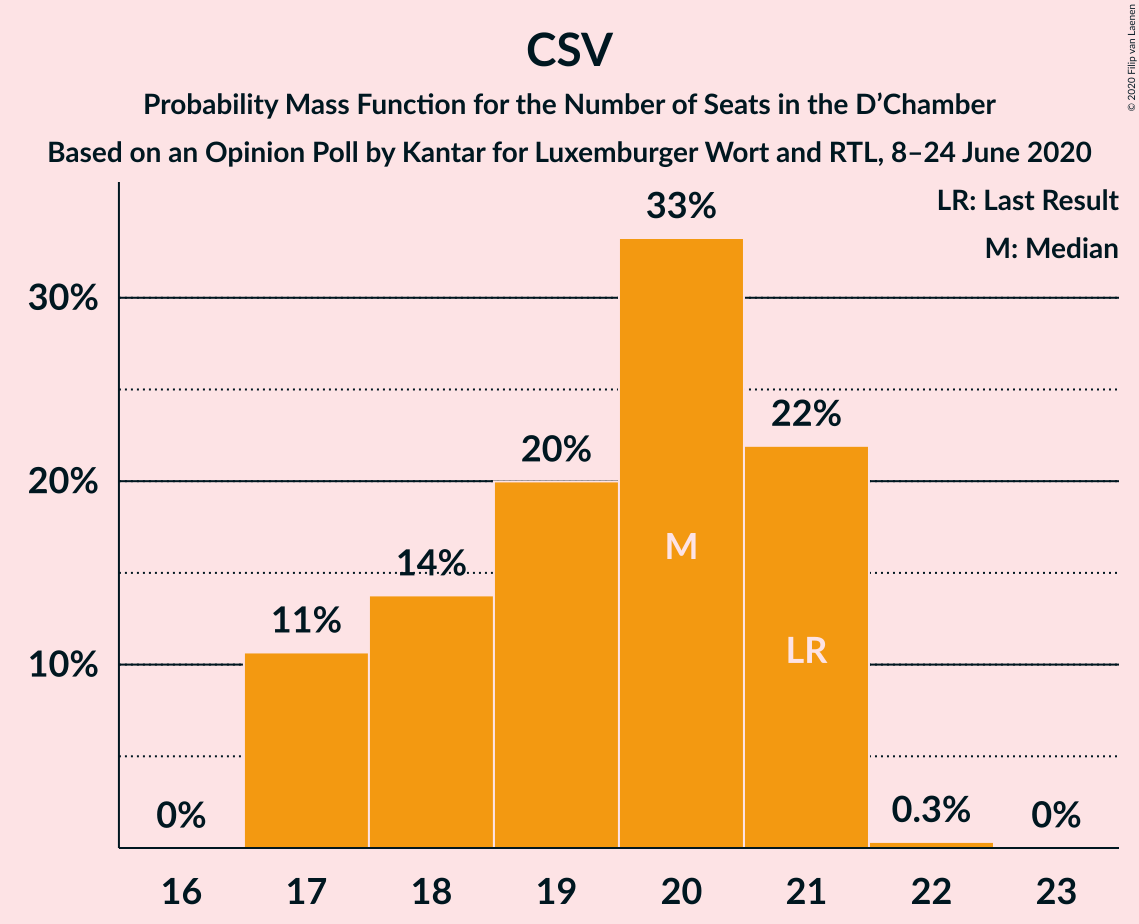 CSV
Probability Mass Function for the Number of Seats in the D’Chamber
Based on an Opinion Poll by Kantar for Luxemburger Wort and RTL, 8–24 June 2020
© 2020 Filip van Laenen
LR: Last Result
M: Median
33%
30%
22%
20%
20%
M
14%
11%
LR
10%
0%
0.3%
0%
16 17 18 19 20 21 22 23